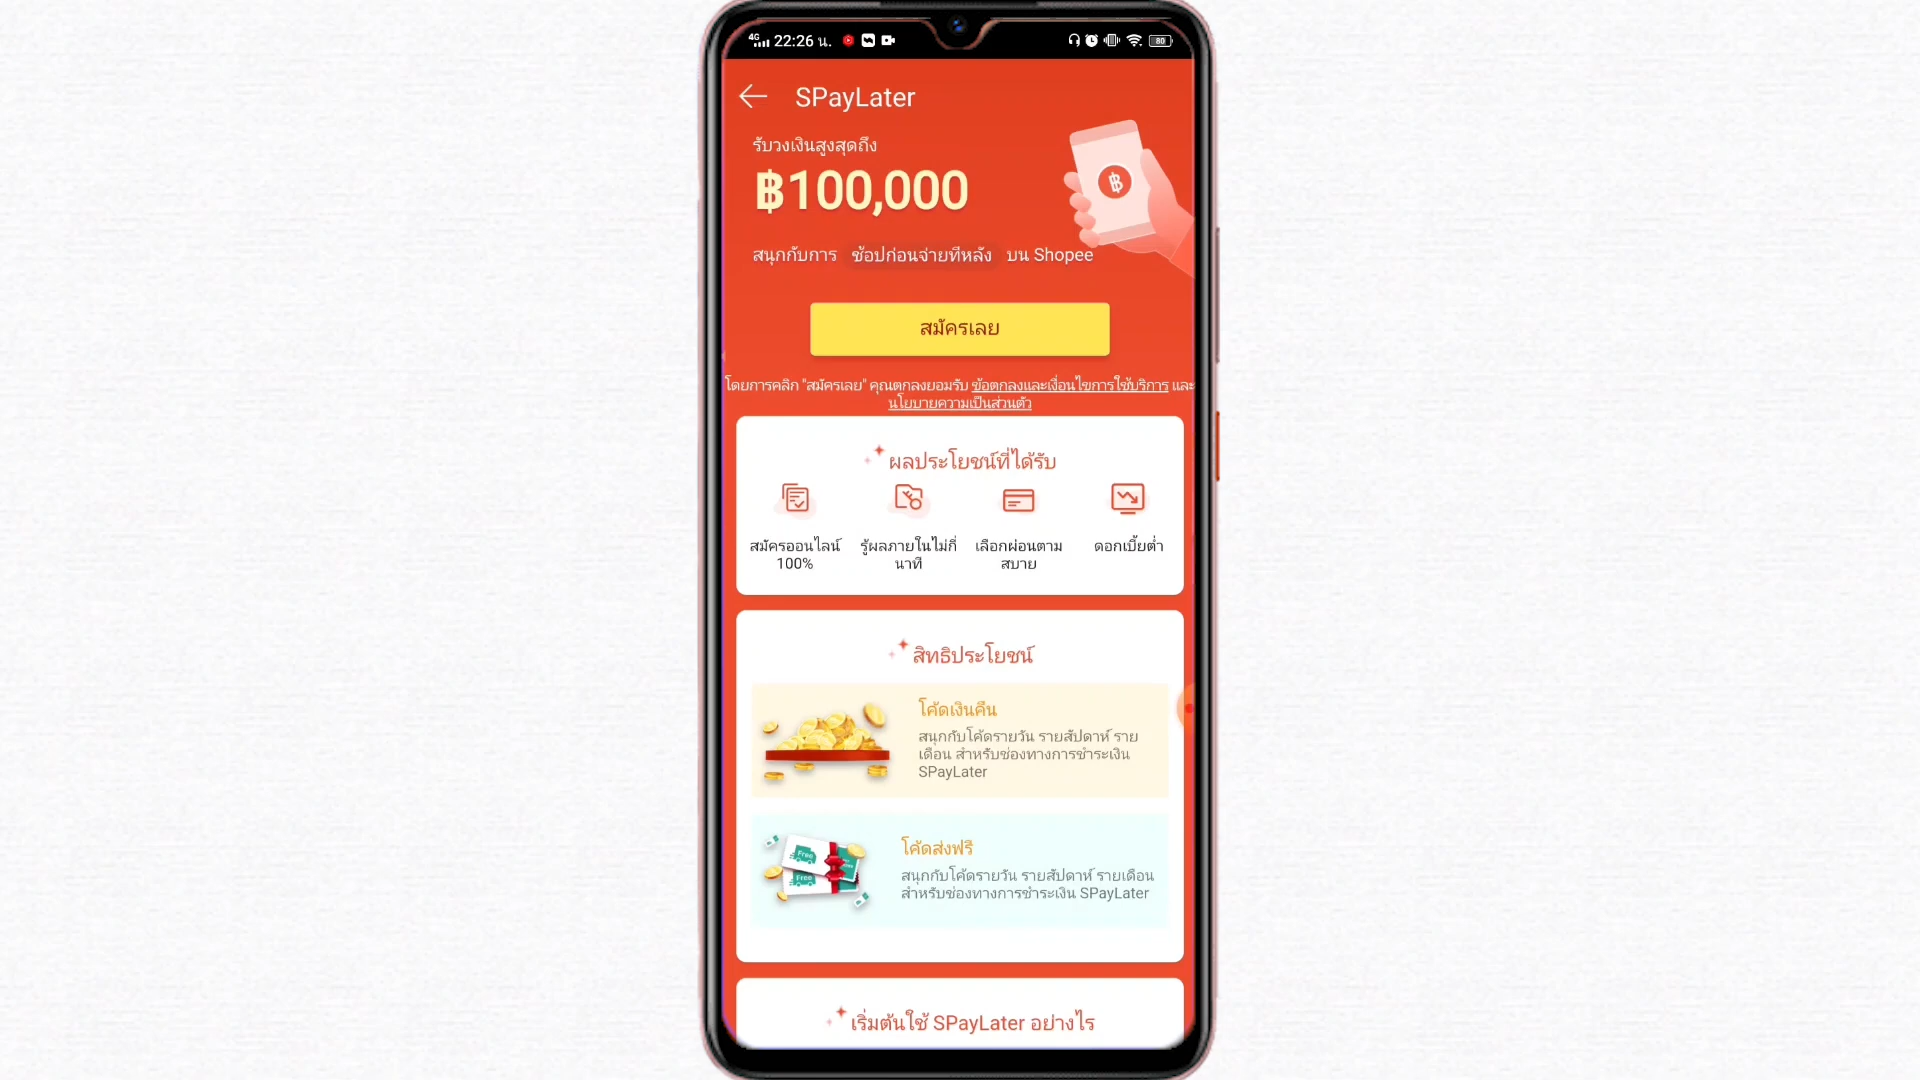 4G 22:26 น. 80
SPayLater
รับวงเงินสูงสุดถึง
฿100,000
สนุกกับการ ช้อปก่อนจ่ายทีหลัง บน Shopee
สมัครเลย
โดยการคลิก "สมัครเลย" คุณตกลงยอมรับ ข้อตกลงและเงื่อนไขการใช้บริการ และ
นโยบายความเป็นส่วนตัว
ผลประโยชน์ที่ได้รับ
สมัครออนไลน์ รู้ผลภายในไม่กี่ เลือกผ่อนตาม ดอกเบี้ยต่ำ
100% นาที สบาย
สิทธิประโยชน์
โค้ดเงินคืน
สนุกกับโค้ดรายวัน รายสัปดาห์ ราย
เดือน สำหรับช่องทางการชำระเงิน
SPayLater
Free
Free
โค้ดส่งฟรี
สนุกกับโค้ดรายวัน รายสัปดาห์ รายเดือน
สำหรับช่องทางการชำระเงิน SPayLater
เริ่มต้นใช้ SPayLater อย่างไร